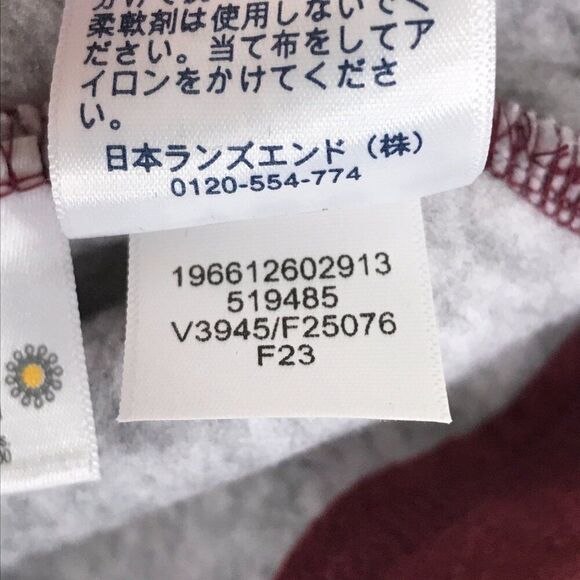 柔軟剤は使用しないでく
ださい。当て布をしてア
イロンをかけてくださ
い。
日本ランズエンド（株）
0120-554-774
196612602913
519485
V3945/F25076
F23